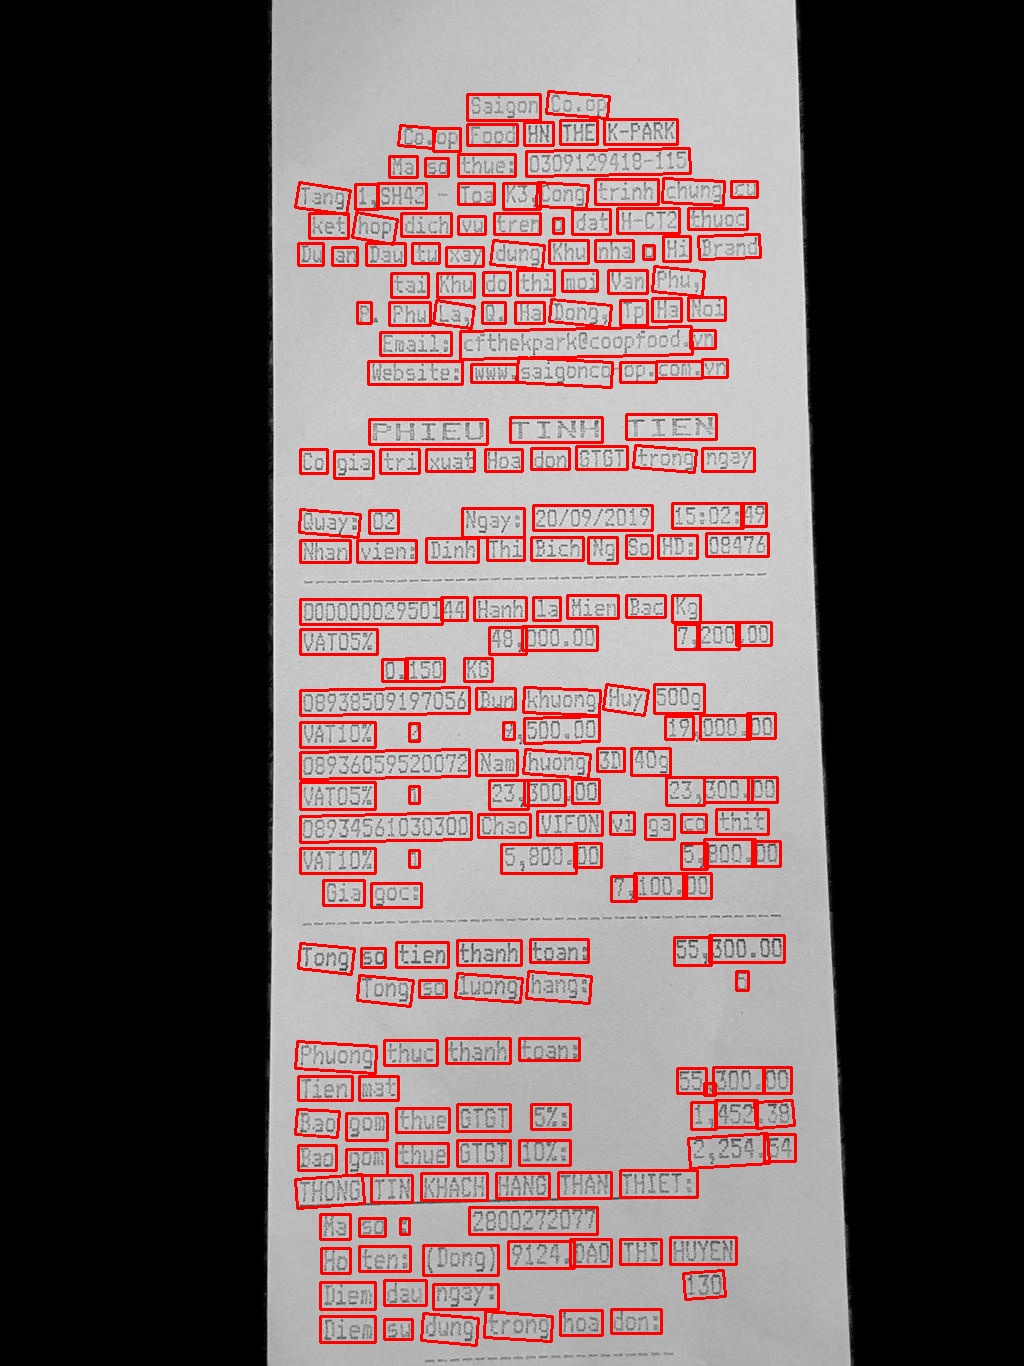 Saigon Co.op
Co.op Food HN THE K-PARK
Ma so thue: 0309129418-115
Tang 1,SH42 - Toa K3,Cong trinh chung cu
ket hop dich vu tren o dat H-CT2 thuoc
Du an Dau tu xay dung Khu nha o Hi Brand
tai Khu do thi moi Van Phu,
P. Phu La, Q. Ha Dong, Tp Ha Noi
Email: cfthekpark@coopfood.vn
Website: www.saigonco-op.com.vn
PHIEU TINH TIEN
Co gia tri xuat Hoa don GTGT trong ngay
Quay: 02 Ngay: 20/09/2019 15:02:49
Nhan vien: Dinh Thi Bich Ng So HD: 08476
0000000295014​4 Hanh la Mien Bac Kg
VAT05% 48,000.00 7,200.00
0.150 KG
08938509197056 Bun khuong Huy 500g
VAT10% 2 9,500.00 19,000.00
08936059520072 Nam huong 3D 40g
VAT05% 1 23,300.00 23,300.00
08934561030300 Chao VIFON vi ga co thit
VAT10% 1 5,800.00 5,800.00
Gia goc: 7,100.00
Tong so tien thanh toan: 55,300.00
Tong so luong hang:
Phuong thuc thanh toan:
Tien mat 55,300.00
Bao gom thue GTGT 5%: 1,452.39
Bao gom thue GTGT 10%: 2,254.54
THONG TIN KHACH HANG THAN THIET:
Ma so : 2800272077
Ho ten: (Dong) 9124.DAO THI HUYEN
Diem dau ngay: 130
Diem su dung trong hoa don: